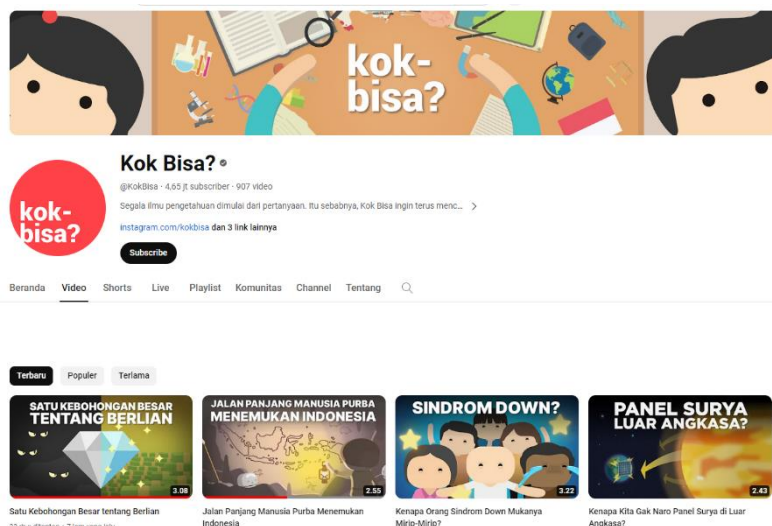 kok-
bisa?
kok-
bisa?
Kok Bisa?
@KokBisa · 4,65 jt subscriber · 907 video
Segala ilmu pengetahuan dimulai dari pertanyaan. Itu sebabnya, Kok Bisa ingin terus menc...
instagram.com/kokbisa dan 3 link lainnya
Subscribe
Beranda Video Shorts Live Playlist Komunitas Channel Tentang
Terbaru Populer Terlama
SATU KEBOHONGAN BESAR
TENTANG BERLIAN
3.08
Satu Kebohongan Besar tentang Berlian
JALAN PANJANG MANUSIA PURBA
MENEMUKAN INDONESIA
2.55
Jalan Panjang Manusia Purba Menemukan
Indonesia
SINDROM DOWN?
3.22
Kenapa Orang Sindrom Down Mukanya
Mirip-Mirip?
PANEL SURYA
LUAR ANGKASA?
2.43
Kenapa Kita Gak Naro Panel Surya di Luar
Angkasa?